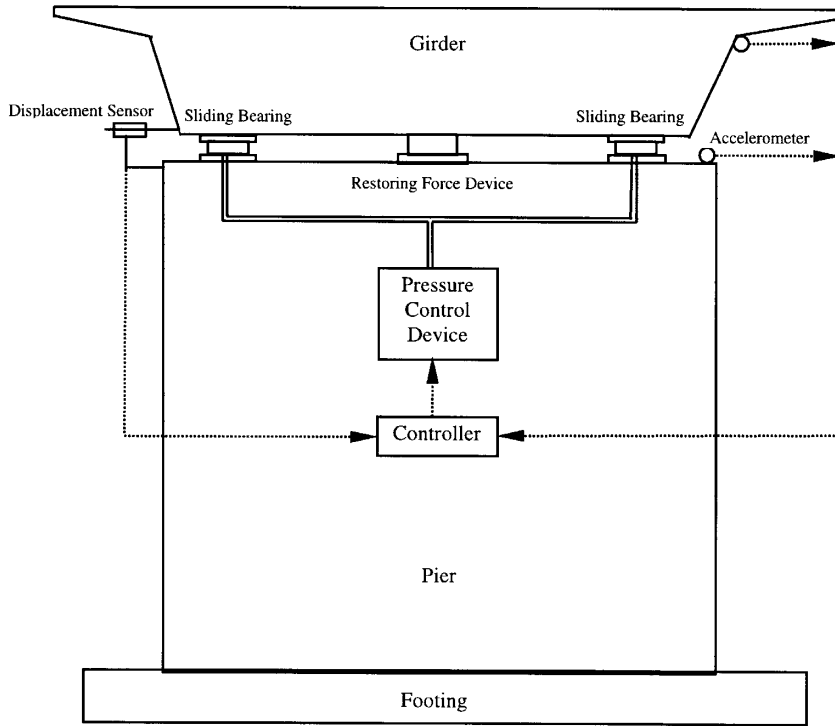 Girder
Displacement Sensor
Sliding Bearing
Sliding Bearing
Accelerometer
Restoring Force Device
Pressure
Control
Device
Controller
Pier
Footing